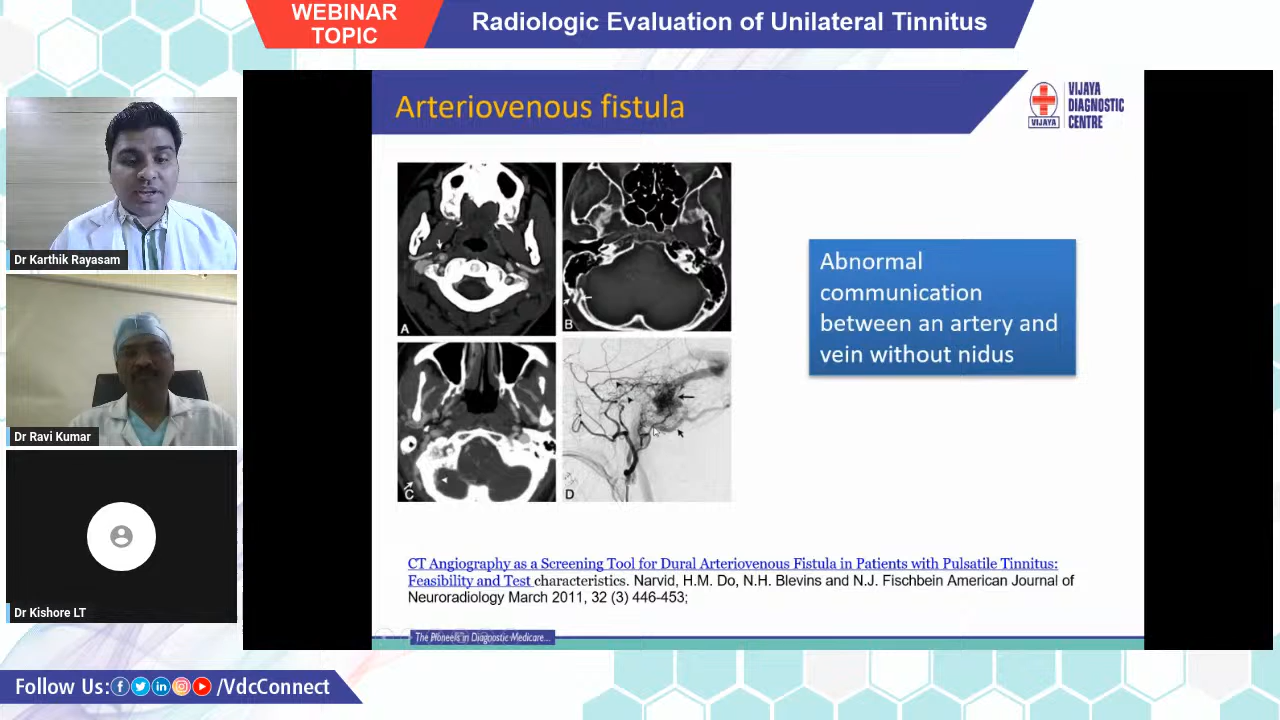 WEBINAR
TOPIC
Radiologic Evaluation of Unilateral Tinnitus
Arteriovenous fistula
VIJAYA
VIJAYA
DIAGNOSTIC
CENTRE
A
B
C
D
Abnormal
communication
between an artery and
vein without nidus
CT Angiography as a Screening Tool for Dural Arteriovenous Fistula in Patients with Pulsatile Tinnitus:
Feasibility and Test characteristics. Narvid, H.M. Do, N.H. Blevins and N.J. Fischbein American Journal of
Neuroradiology March 2011, 32 (3) 446-453;
The Pioneers in Diagnostic Medicare...
Dr Karthik Rayasam
Dr Ravi Kumar
Dr Kishore LT
Follow Us: /VdcConnect